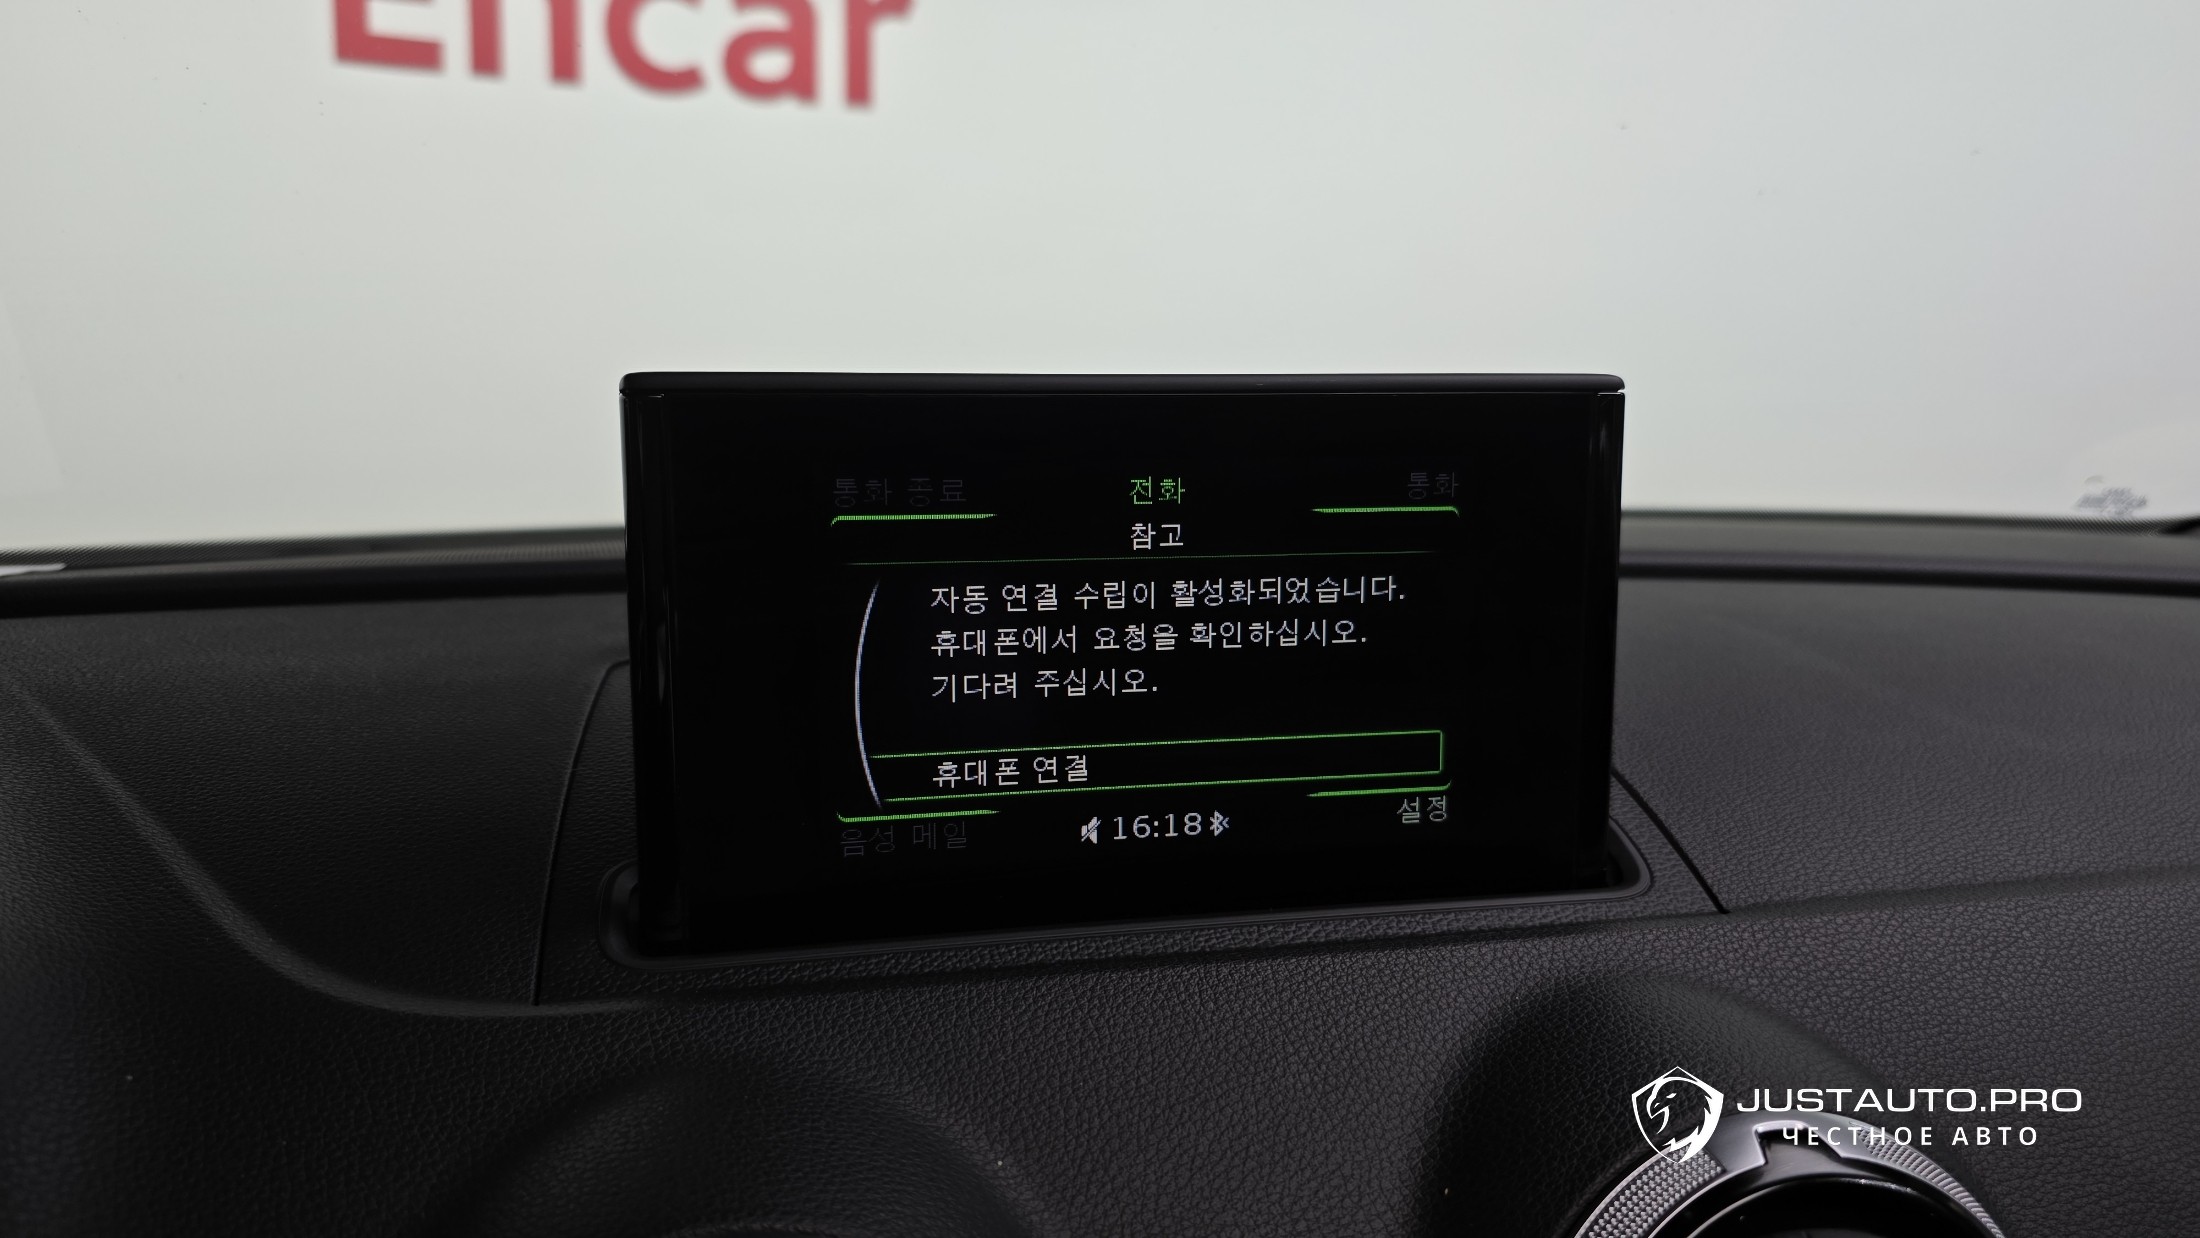 Encar
통화 종료
전화
통화
참고
자동 연결 수립이 활성화되었습니다.
휴대폰에서 요청을 확인하십시오.
기다려 주십시오.
휴대폰 연결
음성 메일
16:18
설정
JUSTAUTO.PRO
ЧЕСТНОЕ АВТО